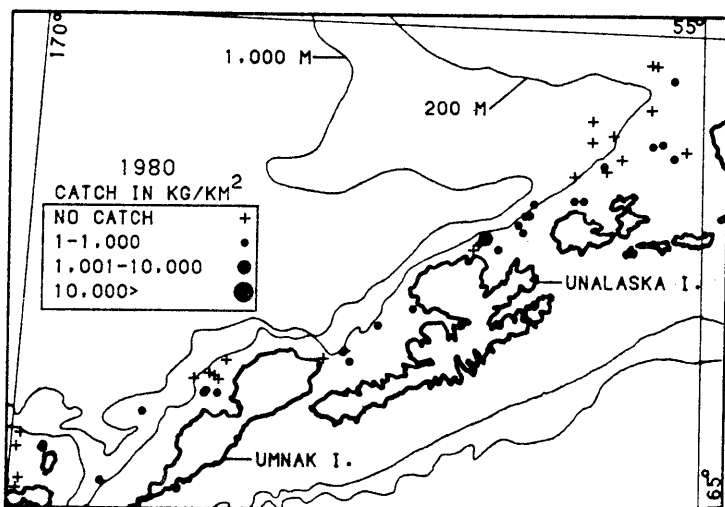 170°
55°
1,000 M
200 M
1980
CATCH IN KG/KM²
NO CATCH +
1-1,000
1,001-10,000
10,000>
UNALASKA I.
UMNAK I.
165°